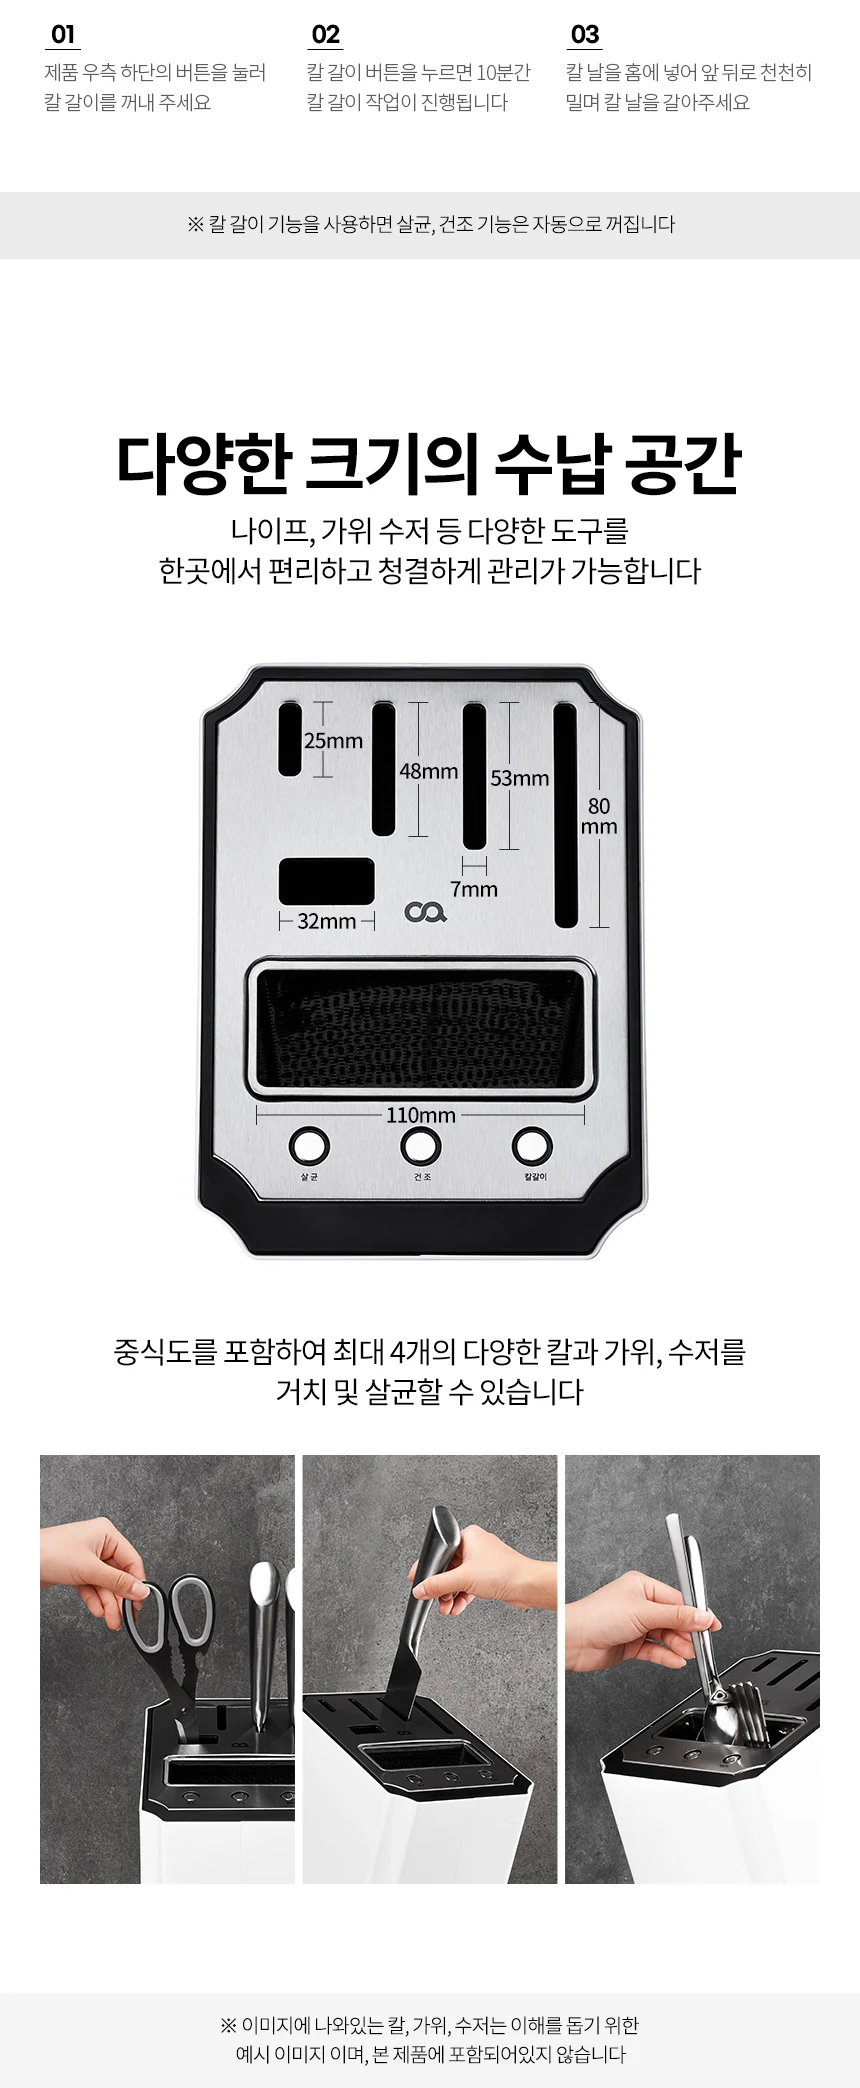 01
제품 우측 하단의 버튼을 눌러
칼 갈이를 꺼내 주세요
02
칼 갈이 버튼을 누르면 10분간
칼 갈이 작업이 진행됩니다
03
칼 날을 홈에 넣어 앞 뒤로 천천히
밀며 칼 날을 갈아주세요
※ 칼 갈이 기능을 사용하면 살균, 건조 기능은 자동으로 꺼집니다
다양한 크기의 수납 공간
나이프, 가위 수저 등 다양한 도구를
한곳에서 편리하고 청결하게 관리가 가능합니다
25mm
48mm
53mm
80
mm
7mm
32mm
oa
110mm
살균
건조
칼갈이
중식도를 포함하여 최대 4개의 다양한 칼과 가위, 수저를
거치 및 살균할 수 있습니다
※ 이미지에 나와있는 칼, 가위, 수저는 이해를 돕기 위한
예시 이미지 이며, 본 제품에 포함되어있지 않습니다